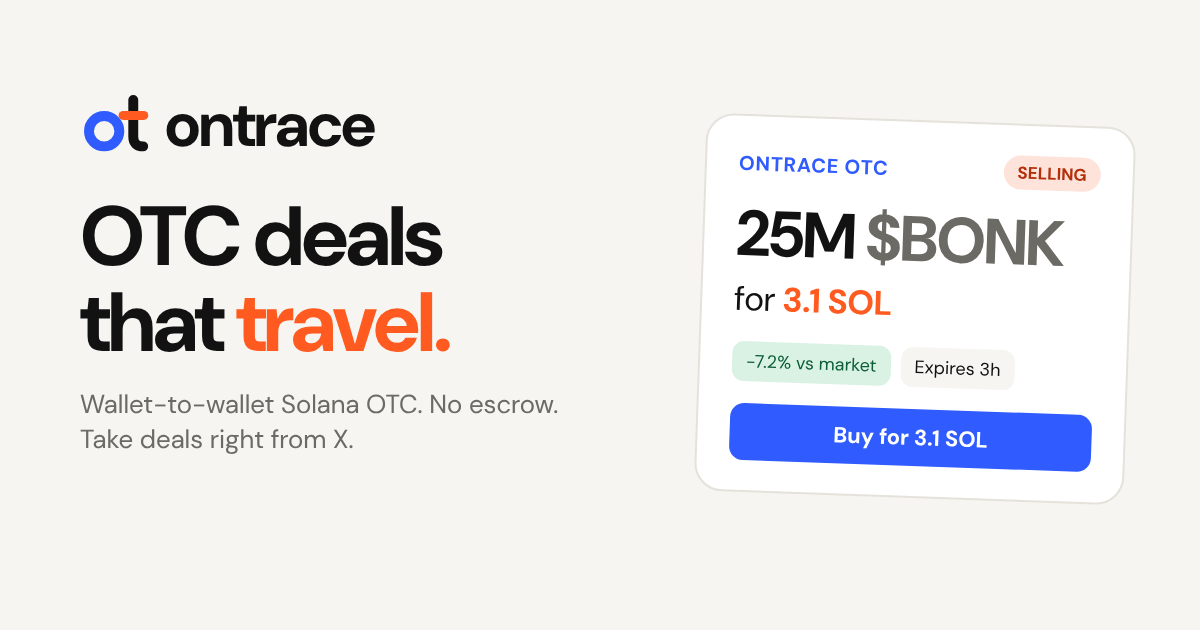 ot ontrace
OTC deals
that travel.
Wallet-to-wallet Solana OTC. No escrow.
Take deals right from X.
ONTRACE OTC
SELLING
25M $BONK
for 3.1 SOL
-7.2% vs market
Expires 3h
Buy for 3.1 SOL